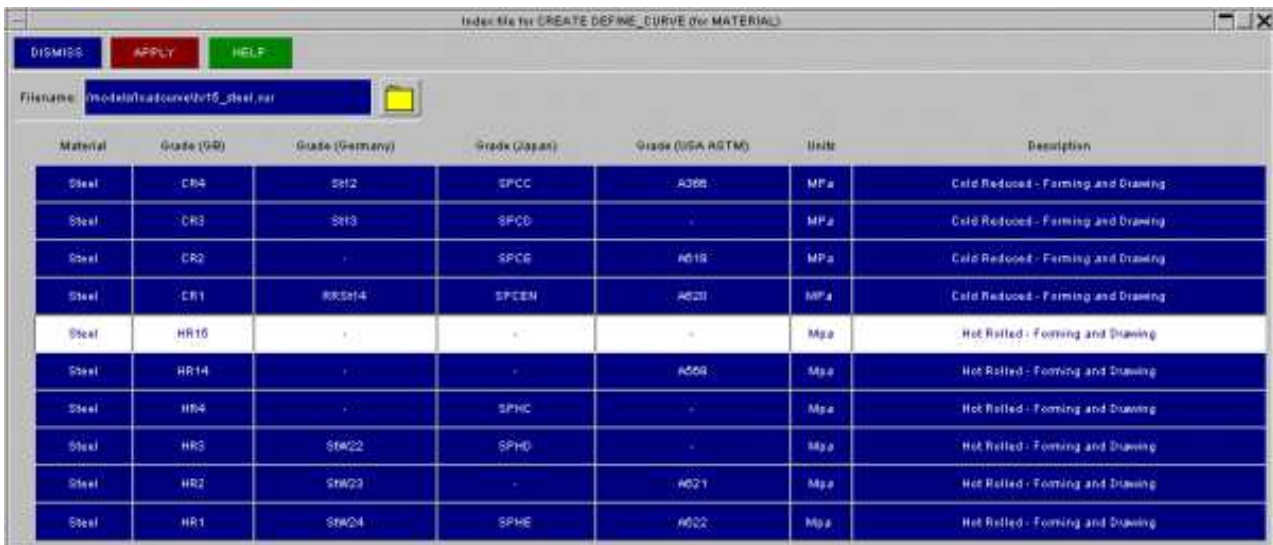 Index file for CREATE DEFINE_CURVE (for MATERIAL)
DISMISS APPLY HELP
Filename: /models/loadcurve/hr15_steel.cur
Material Grade (GB) Grade (Germany) Grade (Japan) Grade (USA ASTM) Units Description
Steel CR4 St12 SPCC A366 MPa Cold Reduced - Forming and Drawing
Steel CR3 St13 SPCD - MPa Cold Reduced - Forming and Drawing
Steel CR2 - SPCE A619 MPa Cold Reduced - Forming and Drawing
Steel CR1 RRSt14 SPCEN A620 MPa Cold Reduced - Forming and Drawing
Steel HR15 - - - Mpa Hot Rolled - Forming and Drawing
Steel HR14 - - A569 Mpa Hot Rolled - Forming and Drawing
Steel HR4 - SPHC - Mpa Hot Rolled - Forming and Drawing
Steel HR3 StW22 SPHD - Mpa Hot Rolled - Forming and Drawing
Steel HR2 StW23 - A621 Mpa Hot Rolled - Forming and Drawing
Steel HR1 StW24 SPHE A622 Mpa Hot Rolled - Forming and Drawing